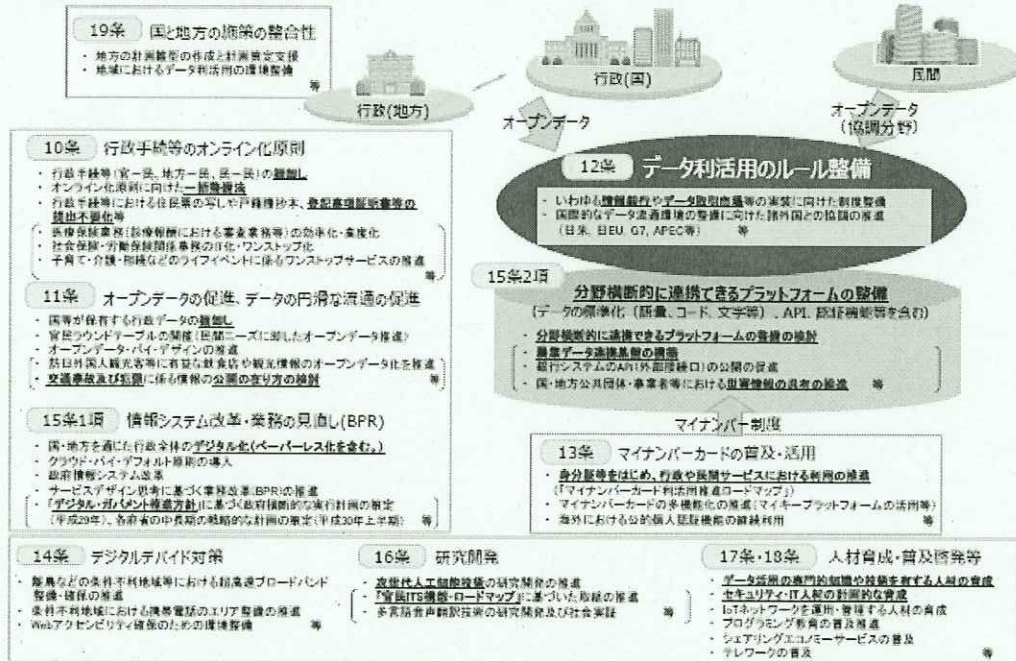 19条 国と地方の施策の整合性
・ 地方の計画雛型の作成と計画策定支援
・ 地域におけるデータ利活用の環境整備
等
行政(地方)
行政(国)
民間
オープンデータ
オープンデータ
(協調分野)
10条 行政手続等のオンライン化原則
・ 行政手続等(官－民、地方－民、民－民)の棚卸し
・ オンライン化原則に向けた一括整備法
・ 行政手続等における住民票の写しや戸籍謄抄本、登記事項証明書等の
提出不要化等
・ 医療保険業務(診療報酬における審査業務等)の効率化・高度化
・ 社会保険・労働保険関係事務のIT化・ワンストップ化
・ 子育て・介護・相続などのライフイベントに係るワンストップサービスの推進
等
12条 データ利活用のルール整備
・ いわゆる情報銀行やデータ取引市場等の実装に向けた制度整備
・ 国際的なデータ流通環境の整備に向けた諸外国との協調の推進
(日米、日EU、G7、APEC等) 等
11条 オープンデータの促進、データの円滑な流通の促進
・ 国等が保有する行政データの棚卸し
・ 官民ラウンドテーブルの開催(民間ニーズに即したオープンデータ推進)
・ オープンデータ・バイ・デザインの推進
・ 訪日外国人観光客等に有益な飲食店や観光情報のオープンデータ化を推進
・ 交通事故及び犯罪に係る情報の公開の在り方の検討
等
15条2項
分野横断的に連携できるプラットフォームの整備
(データの標準化(語彙、コード、文字等)、API、認証機能等を含む)
・ 分野横断的に連携できるプラットフォームの整備の検討
・ 農業データ連携基盤の構築
・ 銀行システムのAPI(外部接続口)の公開の促進
・ 国・地方公共団体・事業者等における災害情報の共有の推進 等
15条1項 情報システム改革・業務の見直し(BPR)
・ 国・地方を通じた行政全体のデジタル化(ペーパーレス化を含む。)
・ クラウド・バイ・デフォルト原則の導入
・ 政府情報システム改革
・ サービスデザイン思考に基づく業務改革(BPR)の推進
・ 「デジタル・ガバメント推進方針」に基づく政府横断的な実行計画の策定
(平成29年)、各府省の中長期の戦略的な計画の策定(平成30年上半期) 等
マイナンバー制度
13条 マイナンバーカードの普及・活用
・ 身分証等をはじめ、行政や民間サービスにおける利用の推進
(「マイナンバーカード利活用推進ロードマップ」)
・ マイナンバーカードの多機能化の推進(マイキープラットフォームの活用等)
・ 海外における公的個人認証機能の継続利用 等
14条 デジタルデバイド対策
・ 離島などの条件不利地域等における超高速ブロードバンド
整備・確保の推進
・ 条件不利地域における携帯電話のエリア整備の推進
・ Webアクセシビリティ確保のための環境整備 等
16条 研究開発
・ 次世代人工知能技術の研究開発の推進
・ 「官民ITS構想・ロードマップ」に基づいた取組の推進
・ 多言語音声翻訳技術の研究開発及び社会実証 等
17条・18条 人材育成・普及啓発等
・ データ活用の専門的知識や技術を有する人材の育成
・ セキュリティ・IT人材の計画的な育成
・ IoTネットワークを運用・管理する人材の育成
・ プログラミング教育の普及推進
・ シェアリングエコノミーサービスの普及
・ テレワークの普及 等